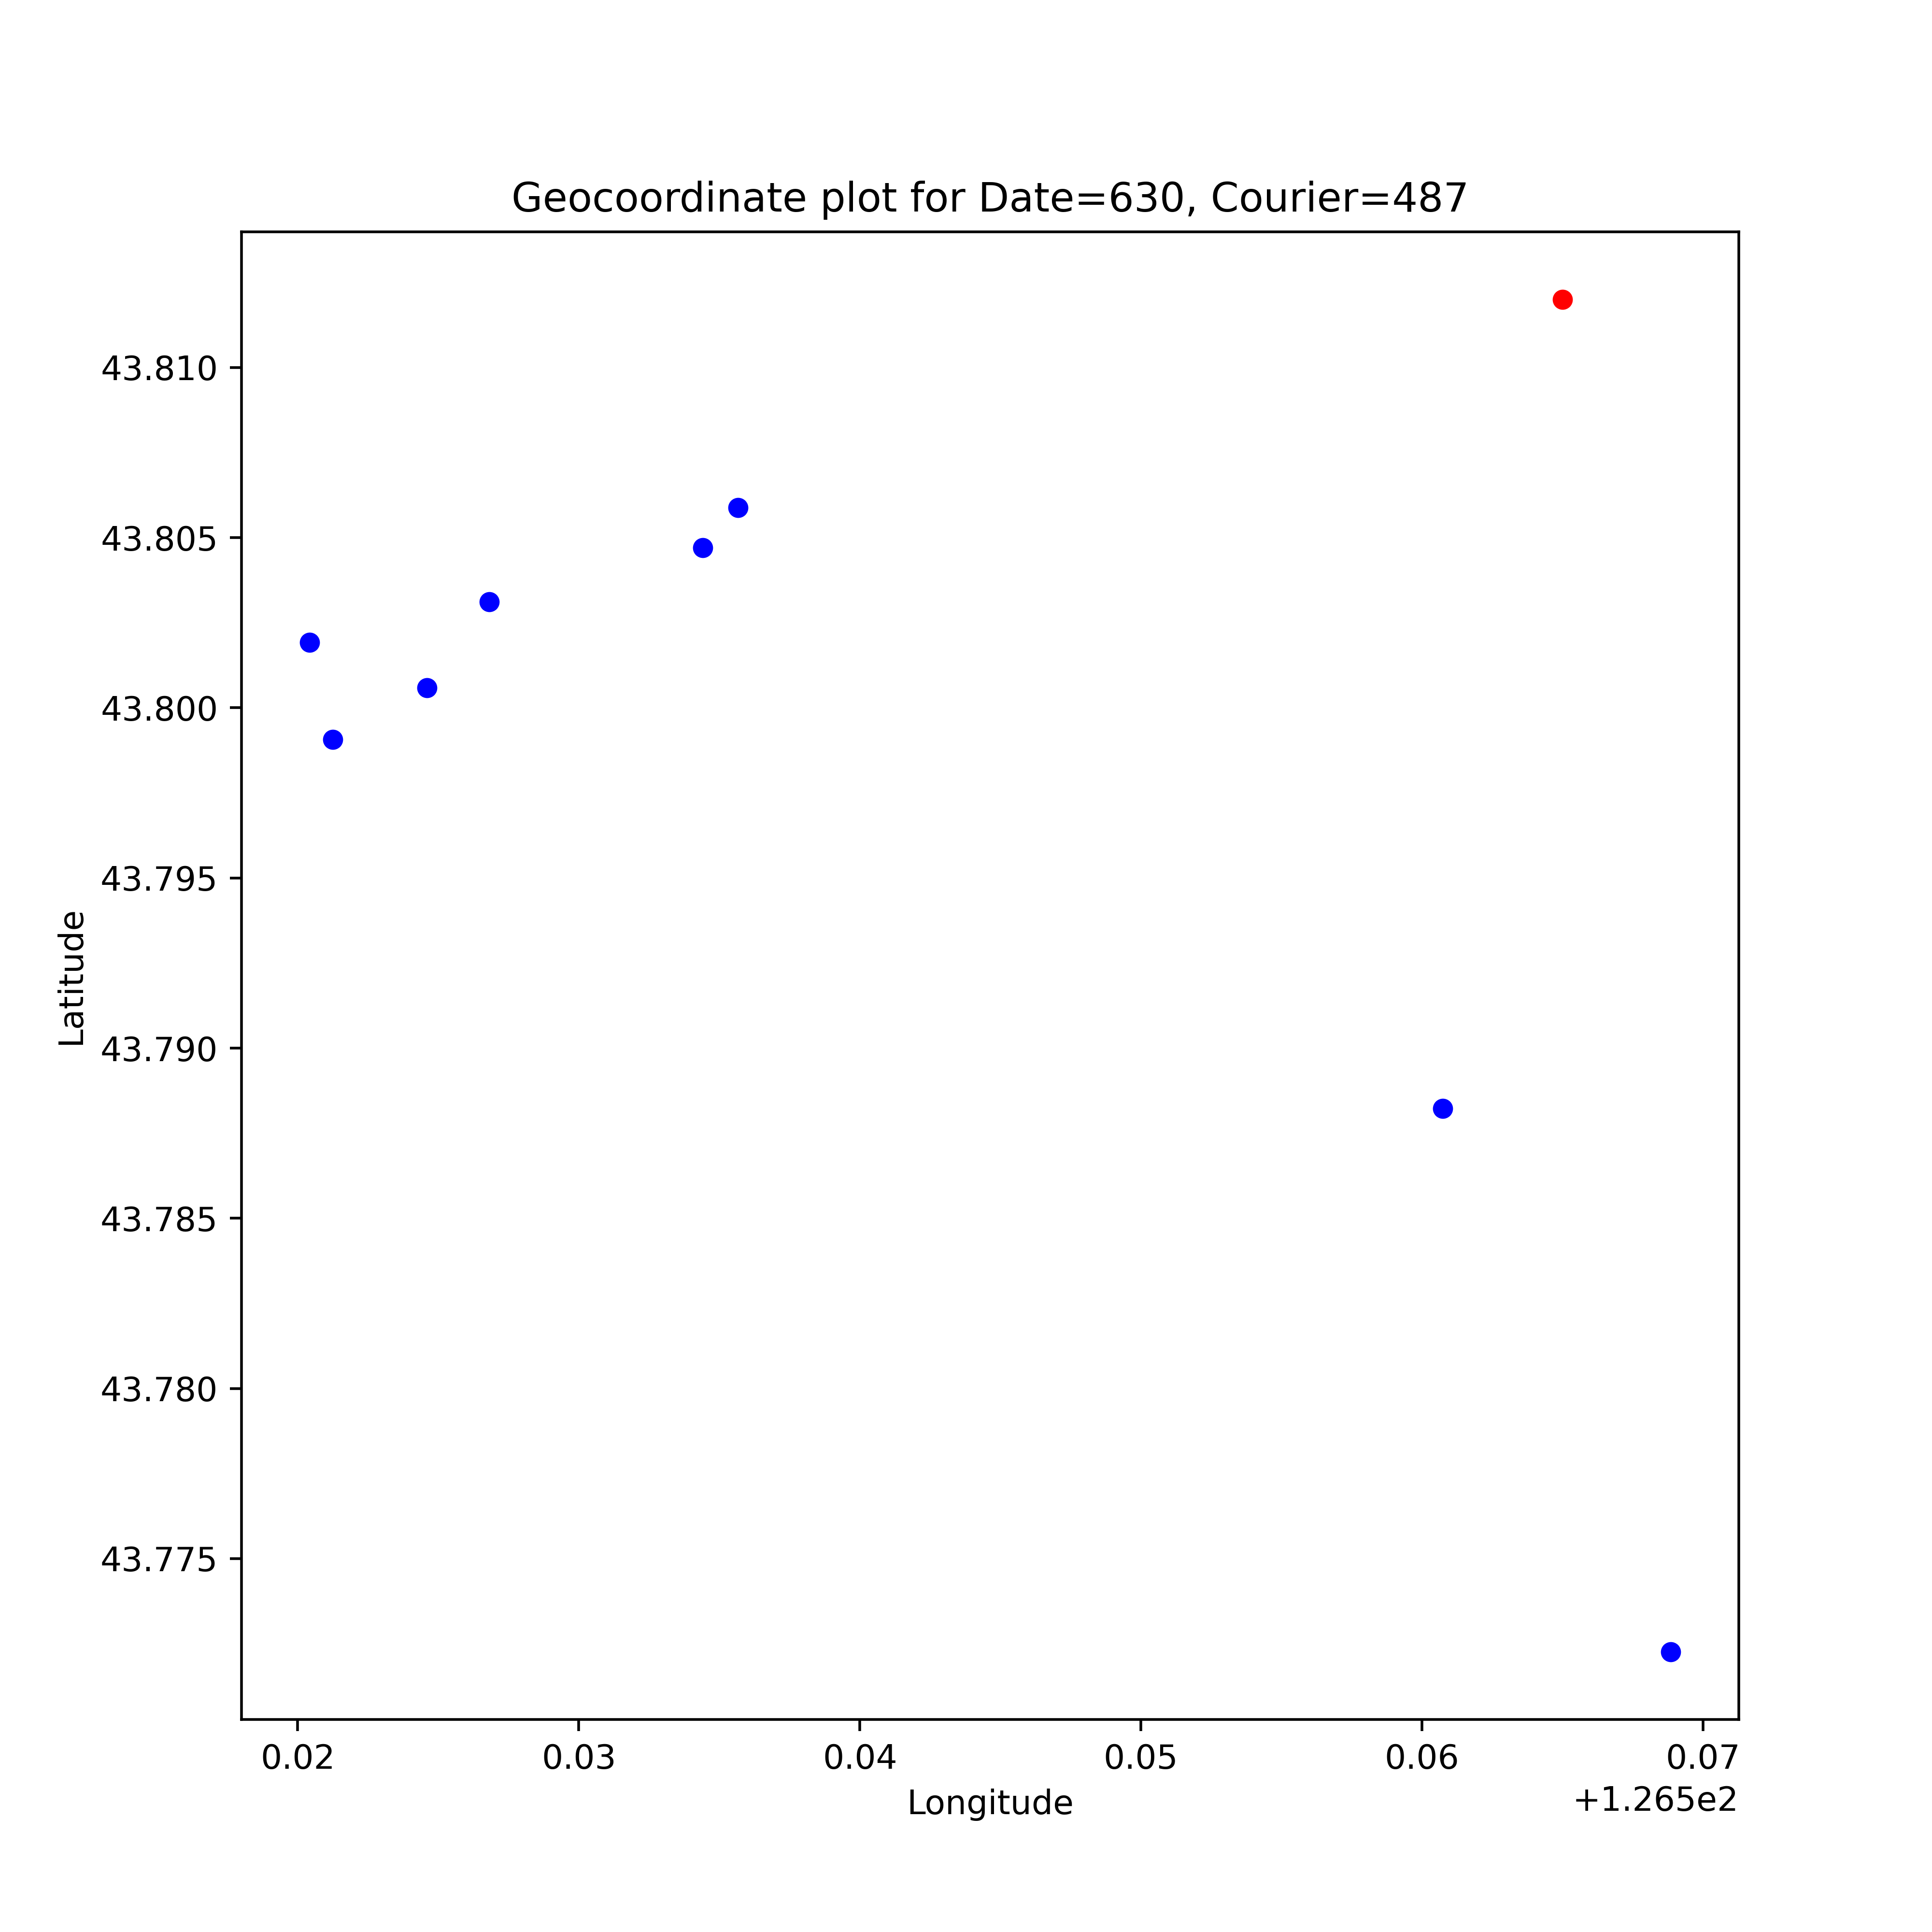 Geocoordinate plot for Date=630, Courier=487
43.810
43.805
43.800
43.795
43.790
43.785
43.780
43.775
Latitude
0.02 0.03 0.04 0.05 0.06 0.07
+1.265e2
Longitude